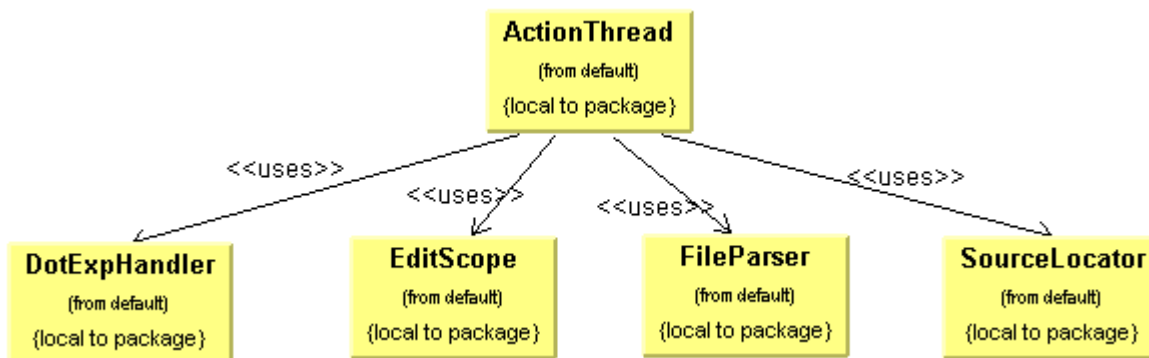 ActionThread
(from default)
{local to package}
<<uses>>
<<uses>>
<<uses>>
<<uses>>
DotExpHandler
(from default)
{local to package}
EditScope
(from default)
{local to package}
FileParser
(from default)
{local to package}
SourceLocator
(from default)
{local to package}